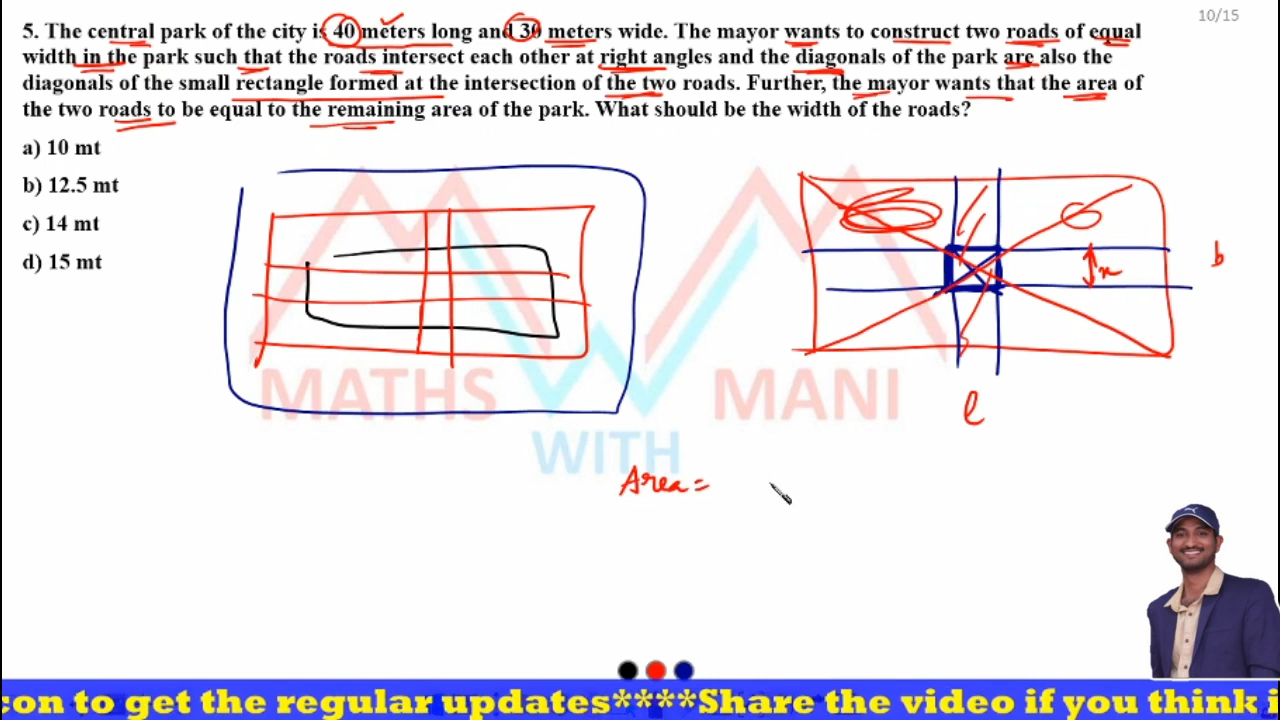 10/15
5. The central park of the city is 40 meters long and 30 meters wide. The mayor wants to construct two roads of equal
width in the park such that the roads intersect each other at right angles and the diagonals of the park are also the
diagonals of the small rectangle formed at the intersection of the two roads. Further, the mayor wants that the area of
the two roads to be equal to the remaining area of the park. What should be the width of the roads?
a) 10 mt
b) 12.5 mt
c) 14 mt
d) 15 mt
b
x
l
MATHS
MANI
WITH
Area =
con to get the regular updates****Share the video if you think i